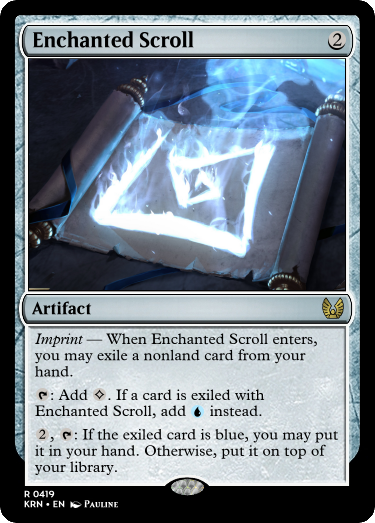 Enchanted Scroll 2
Artifact
Imprint — When Enchanted Scroll enters,
you may exile a nonland card from your
hand.
: Add . If a card is exiled with
Enchanted Scroll, add instead.
2, : If the exiled card is blue, you may put
it in your hand. Otherwise, put it on top of
your library.
R 0419
KRN • EN Pauline